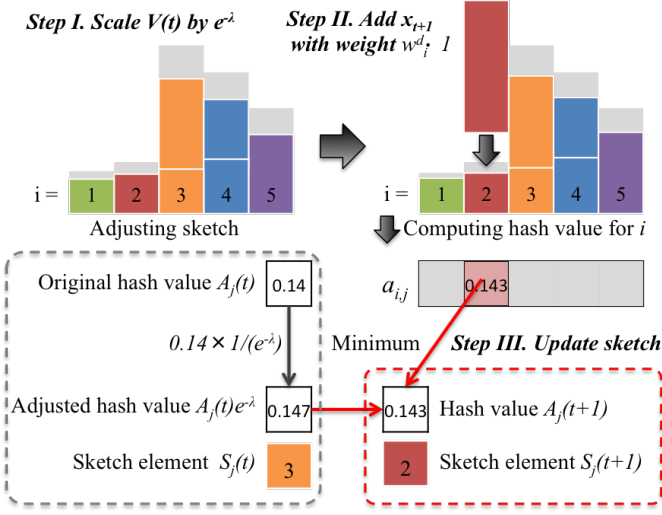 Step I. Scale V(t) by e^-λ
Step II. Add x_t+1
with weight w^d_i · 1
i = 1 2 3 4 5
i = 1 2 3 4 5
Adjusting sketch
Computing hash value for i
Original hash value A_j(t)
0.14
a_i,j
0.143
0.14 × 1/(e^-λ)
Minimum
Step III. Update sketch
Adjusted hash value A_j(t)e^-λ
0.147
0.143
Hash value A_j(t+1)
Sketch element S_j(t)
3
2
Sketch element S_j(t+1)